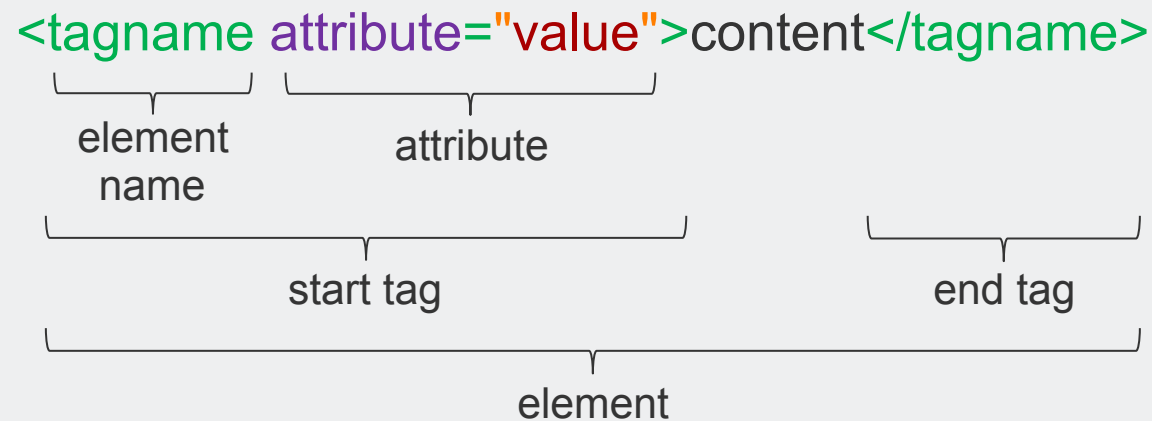 <tagname attribute="value">content</tagname>
element
name
attribute
start tag
end tag
element